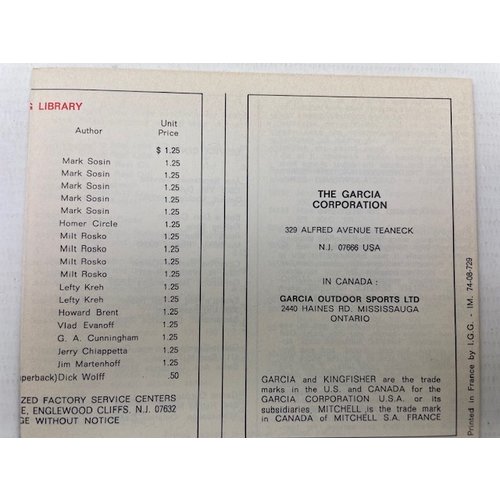 G LIBRARY
Author Unit Price
$ 1.25
Mark Sosin 1.25
Mark Sosin 1.25
Mark Sosin 1.25
Mark Sosin 1.25
Mark Sosin 1.25
Homer Circle 1.25
Milt Rosko 1.25
Milt Rosko 1.25
Milt Rosko 1.25
Milt Rosko 1.25
Lefty Kreh 1.25
Lefty Kreh 1.25
Howard Brent 1.25
Vlad Evanoff 1.25
G. A. Cunningham 1.25
Jerry Chiappetta 1.25
Jim Martenhoff 1.25
aperback) Dick Wolff .50
ZED FACTORY SERVICE CENTERS
E, ENGLEWOOD CLIFFS. N.J. 07632
GE WITHOUT NOTICE
THE GARCIA
CORPORATION
329 ALFRED AVENUE TEANECK
N.J. 07666 USA
IN CANADA :
GARCIA OUTDOOR SPORTS LTD
2440 HAINES RD. MISSISSAUGA
ONTARIO
GARCIA and KINGFISHER are the trade
marks in the U.S. and CANADA for the
GARCIA CORPORATION U.S.A. or its
subsidiaries. MITCHELL is the trade mark
in CANADA of MITCHELL S.A. FRANCE
Printed in France by I.G.G. - IM. 74-08-729